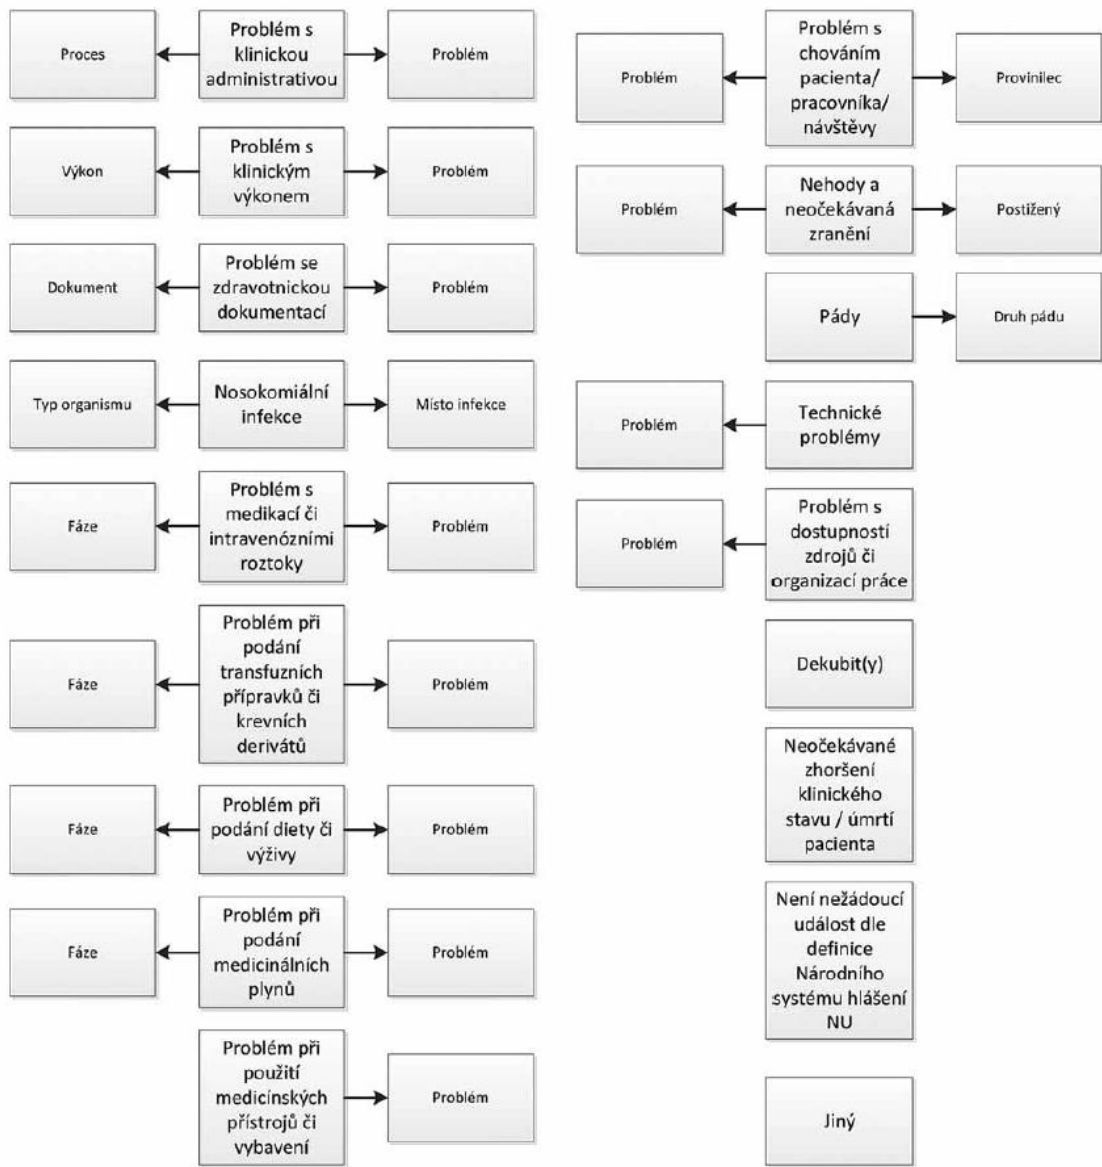 Proces
Problém s
klinickou
administrativou
Problém
Výkon
Problém s
klinickým
výkonem
Problém
Dokument
Problém se
zdravotnickou
dokumentací
Problém
Typ organismu
Nosokomiální
infekce
Místo infekce
Fáze
Problém s
medikací či
intravenózními
roztoky
Problém
Fáze
Problém při
podání
transfuzních
přípravků či
krevních
derivátů
Problém
Fáze
Problém při
podání diety či
výživy
Problém
Fáze
Problém při
podání
medicinálních
plynů
Problém
Problém při
použití
medicínských
přístrojů či
vybavení
Problém
Problém
Problém s
chováním
pacienta/
pracovníka/
návštěvy
Provinilec
Problém
Nehody a
neočekávaná
zranění
Postižený
Pády
Druh pádu
Problém
Technické
problémy
Problém
Problém s
dostupností
zdrojů či
organizací práce
Dekubit(y)
Neočekávané
zhoršení
klinického
stavu / úmrtí
pacienta
Není nežádoucí
událost dle
definice
Národního
systému hlášení
NU
Jiný